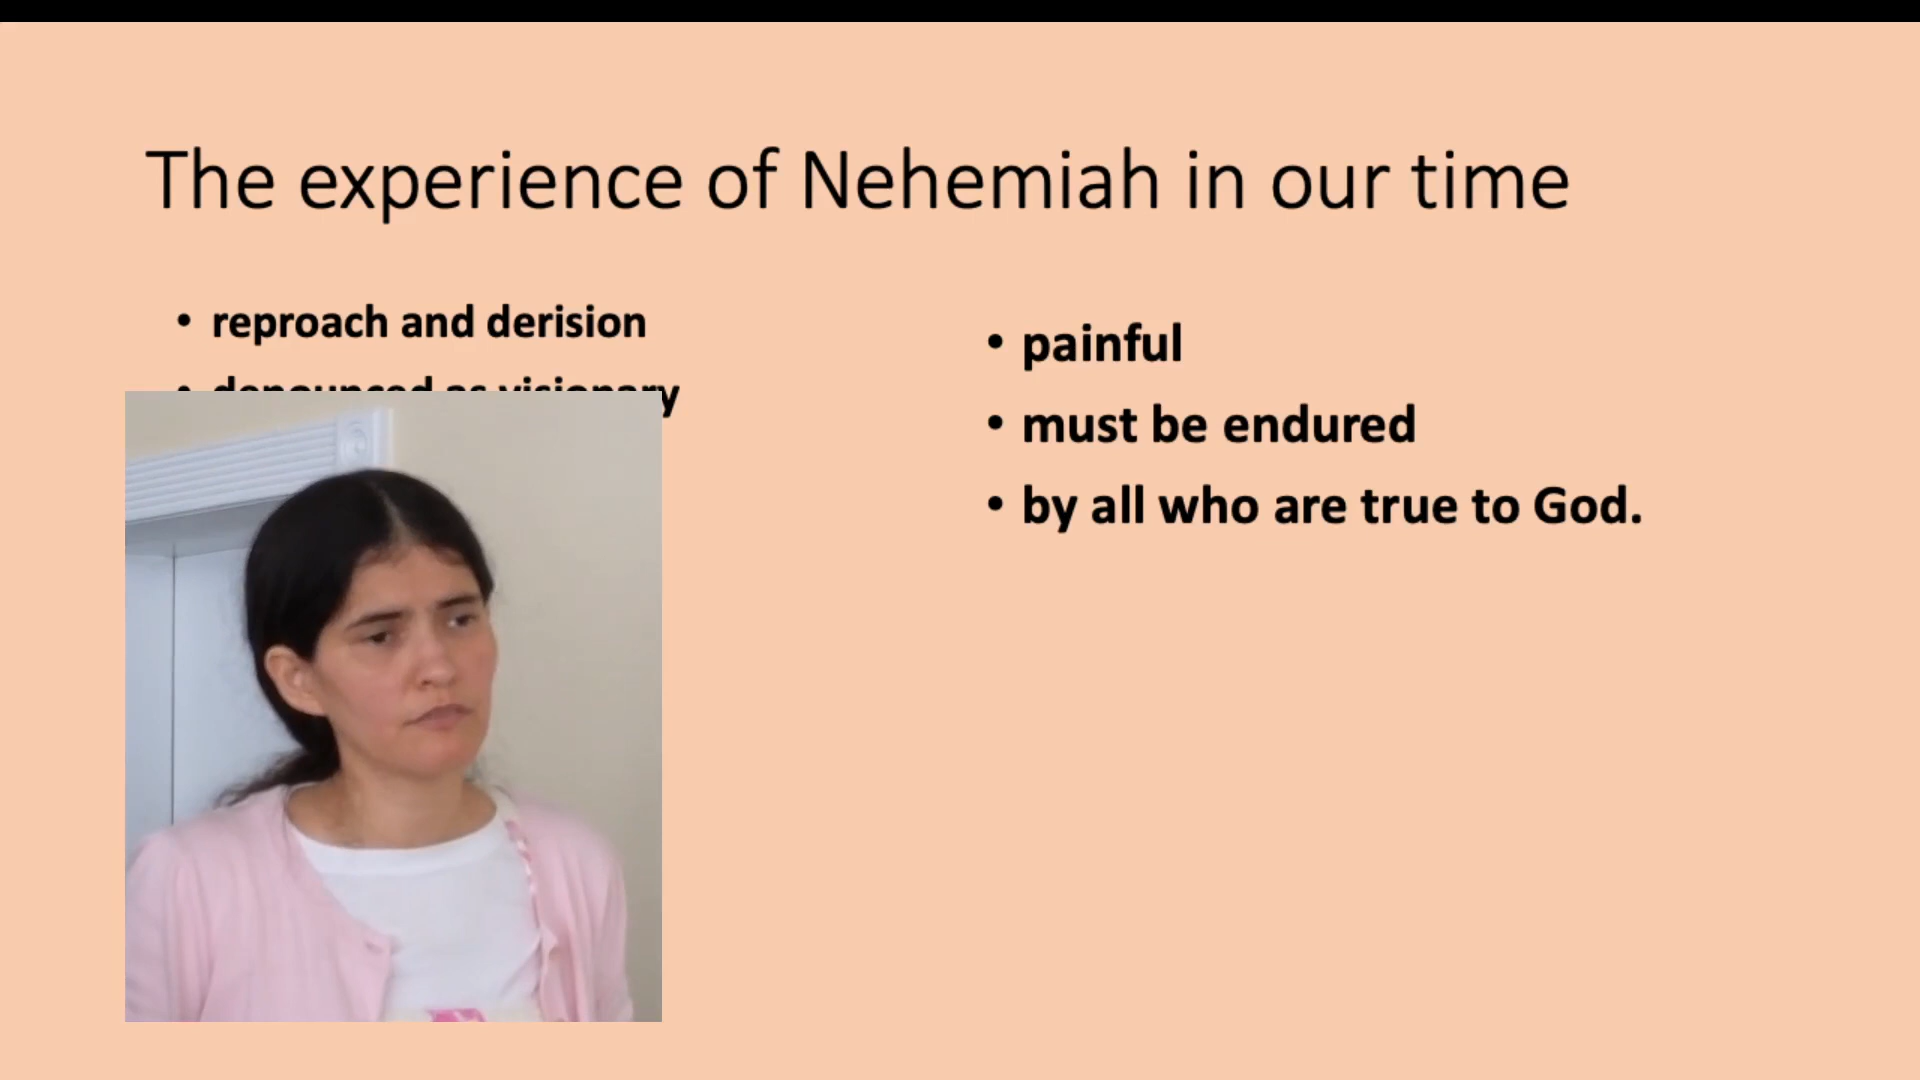 The experience of Nehemiah in our time
• reproach and derision
• denounced as visionary
• painful
• must be endured
• by all who are true to God.